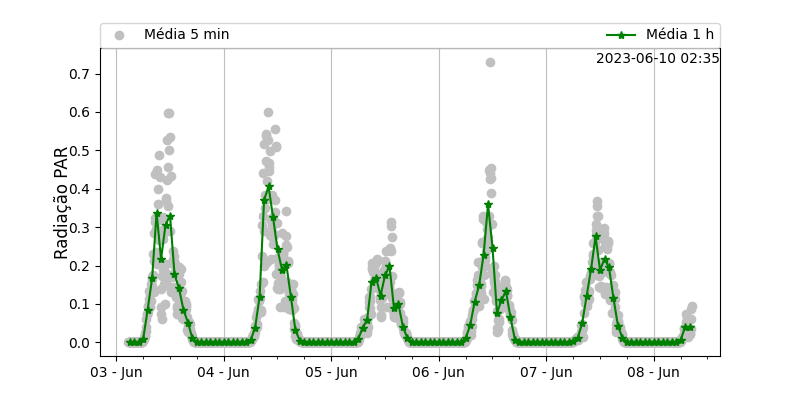 Média 5 min
Média 1 h
2023-06-10 02:35
Radiação PAR
0.7
0.6
0.5
0.4
0.3
0.2
0.1
0.0
03 - Jun
04 - Jun
05 - Jun
06 - Jun
07 - Jun
08 - Jun